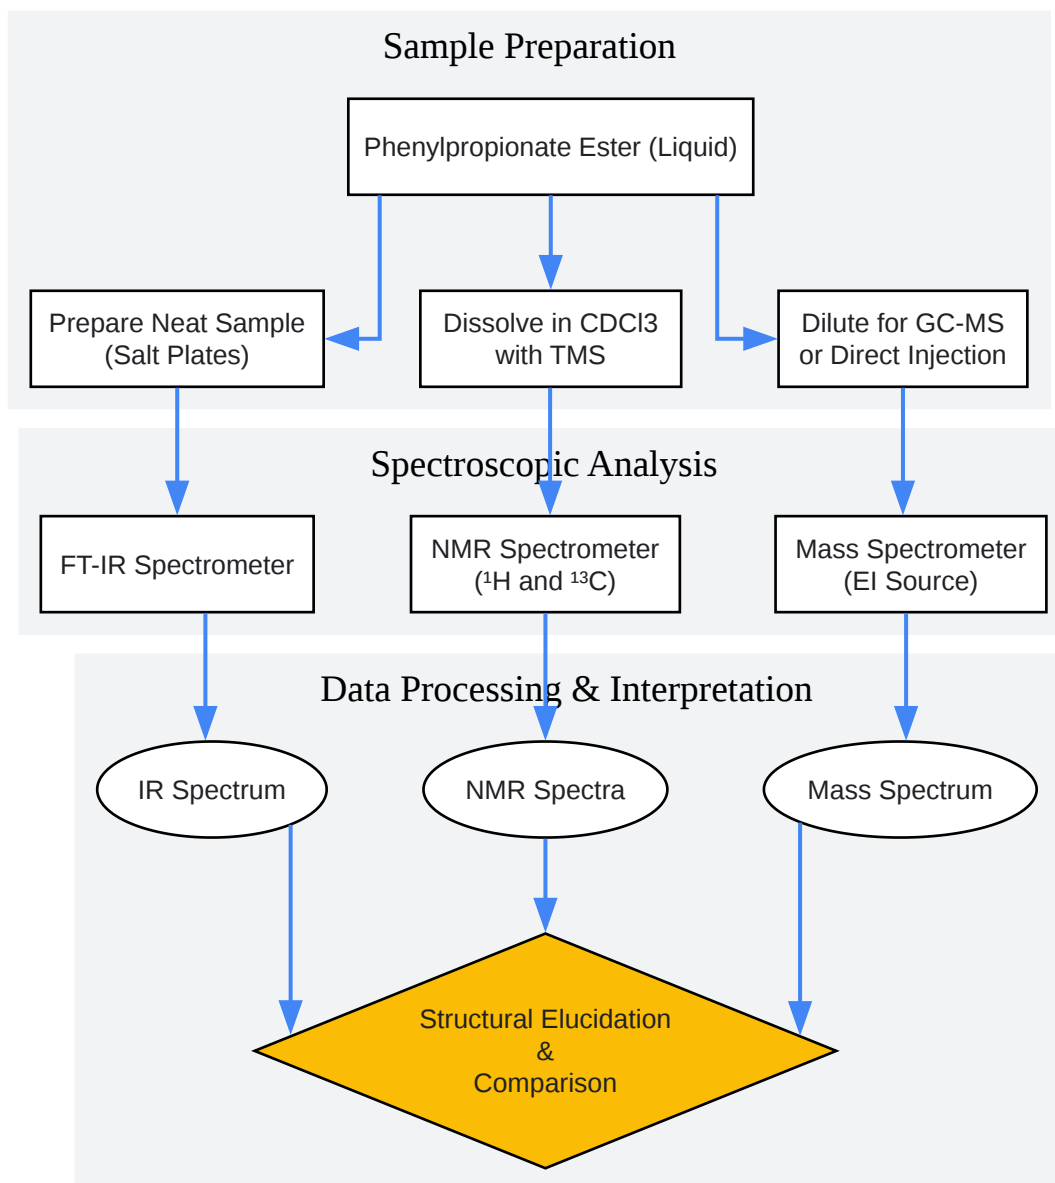 Sample Preparation
Phenylpropionate Ester (Liquid)
Prepare Neat Sample
(Salt Plates)
Dissolve in CDCl3
with TMS
Dilute for GC-MS
or Direct Injection
Spectroscopic Analysis
FT-IR Spectrometer
NMR Spectrometer
(¹H and ¹³C)
Mass Spectrometer
(EI Source)
Data Processing & Interpretation
IR Spectrum
NMR Spectra
Mass Spectrum
Structural Elucidation
&
Comparison